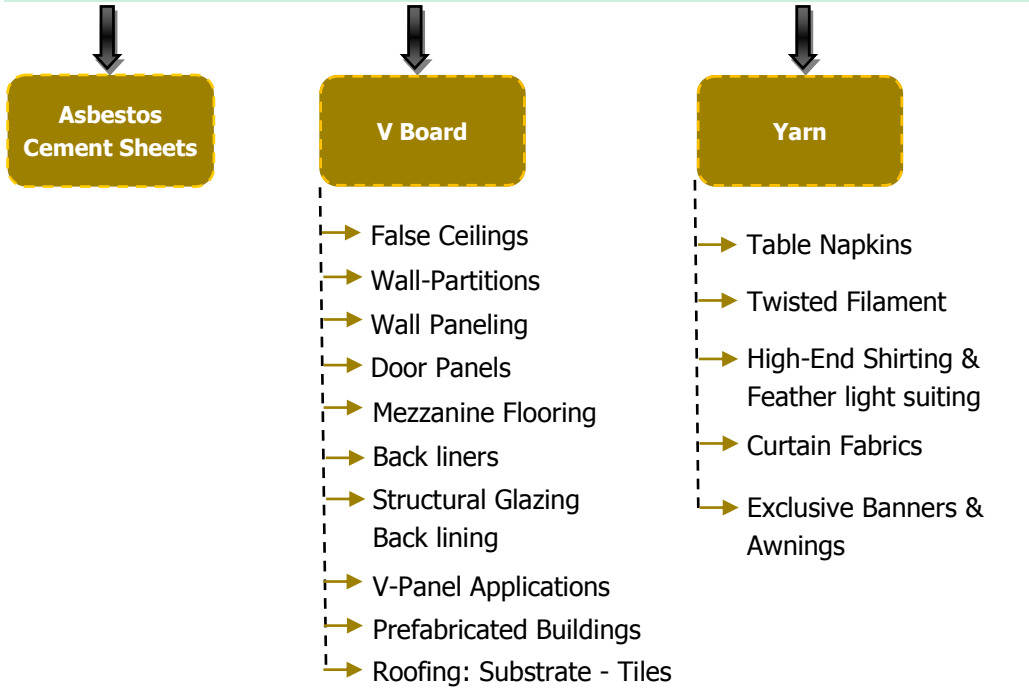 Asbestos
Cement Sheets
V Board
False Ceilings
Wall-Partitions
Wall Paneling
Door Panels
Mezzanine Flooring
Back liners
Structural Glazing
Back lining
V-Panel Applications
Prefabricated Buildings
Roofing: Substrate - Tiles
Yarn
Table Napkins
Twisted Filament
High-End Shirting &
Feather light suiting
Curtain Fabrics
Exclusive Banners &
Awnings